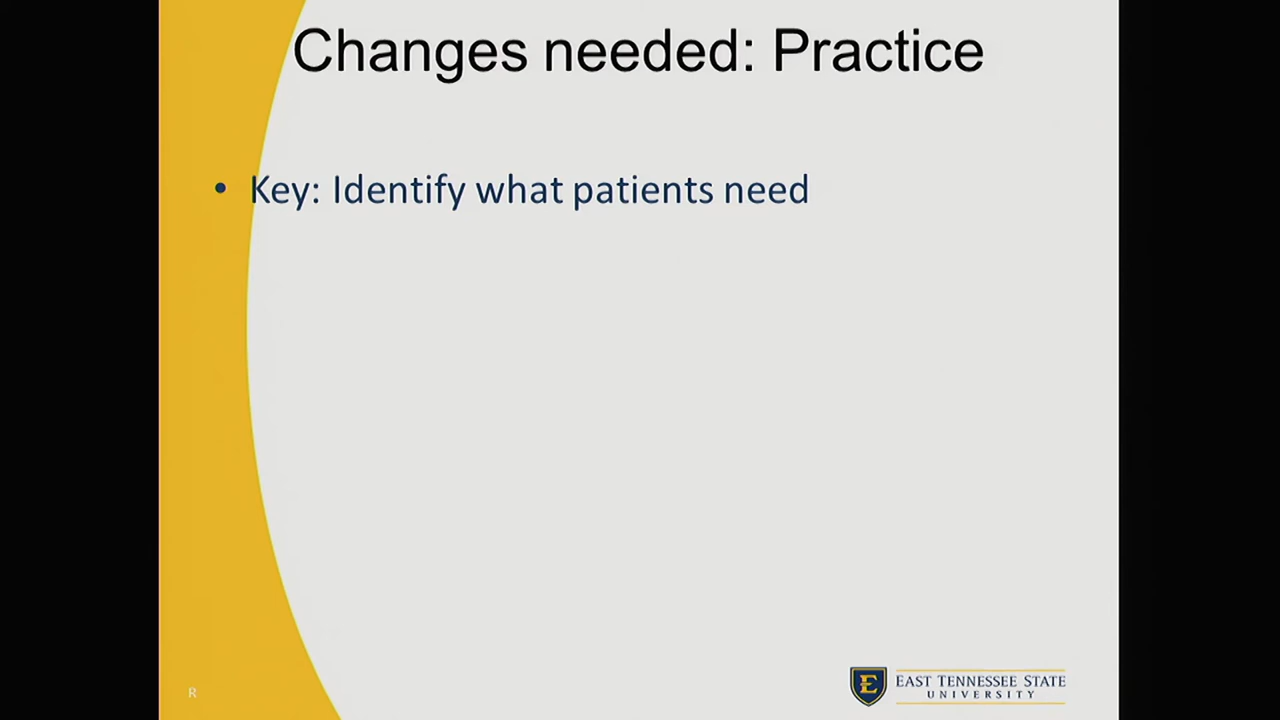 Changes needed: Practice
• Key: Identify what patients need
R
E
EAST TENNESSEE STATE
UNIVERSITY